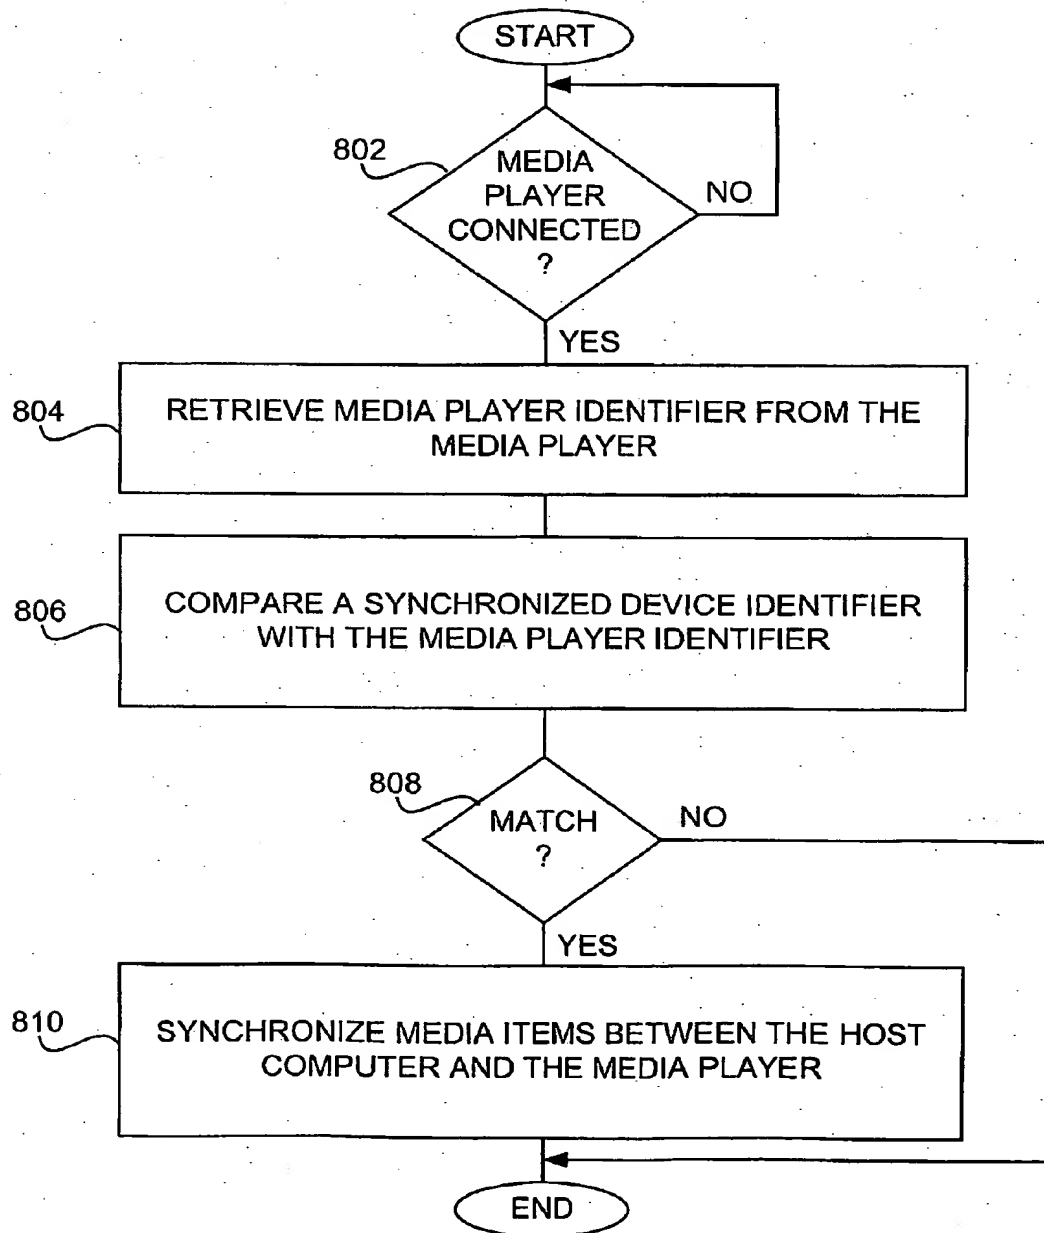 START
802
MEDIA
PLAYER
CONNECTED
?
NO
YES
804
RETRIEVE MEDIA PLAYER IDENTIFIER FROM THE
MEDIA PLAYER
806
COMPARE A SYNCHRONIZED DEVICE IDENTIFIER
WITH THE MEDIA PLAYER IDENTIFIER
808
MATCH
?
NO
YES
810
SYNCHRONIZE MEDIA ITEMS BETWEEN THE HOST
COMPUTER AND THE MEDIA PLAYER
END